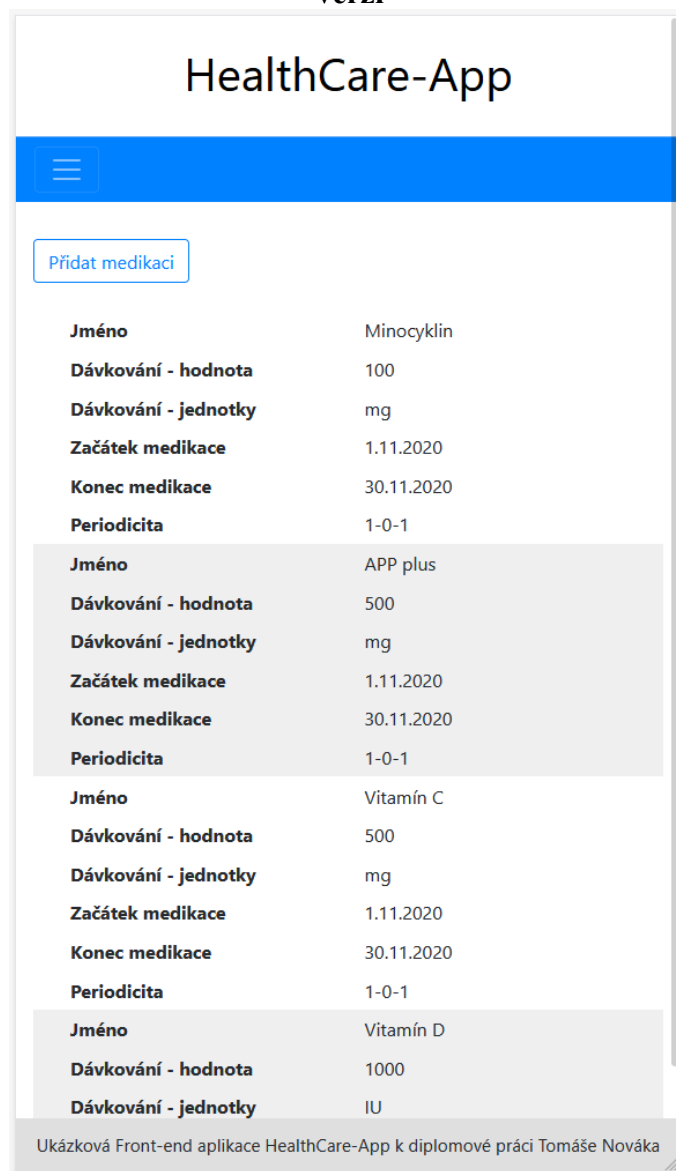 verzi
HealthCare-App
Přidat medikaci
Jméno Minocyklin
Dávkování - hodnota 100
Dávkování - jednotky mg
Začátek medikace 1.11.2020
Konec medikace 30.11.2020
Periodicita 1-0-1
Jméno APP plus
Dávkování - hodnota 500
Dávkování - jednotky mg
Začátek medikace 1.11.2020
Konec medikace 30.11.2020
Periodicita 1-0-1
Jméno Vitamín C
Dávkování - hodnota 500
Dávkování - jednotky mg
Začátek medikace 1.11.2020
Konec medikace 30.11.2020
Periodicita 1-0-1
Jméno Vitamín D
Dávkování - hodnota 1000
Dávkování - jednotky IU
Ukázková Front-end aplikace HealthCare-App k diplomové práci Tomáše Nováka